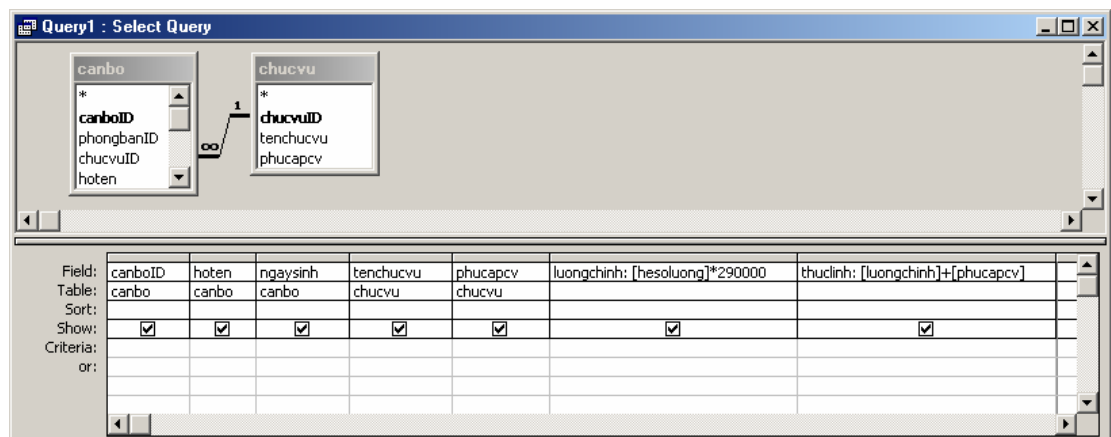 Query1 : Select Query
canbo
*
canboID
phongbanID
chucvuID
hoten
∞ 1
chucvu
*
chucvuID
tenchucvu
phucapcv
Field: canboID hoten ngaysinh tenchucvu phucapcv luongchinh: [hesoluong]*290000 thuclinh: [luongchinh]+[phucapcv]
Table: canbo canbo canbo chucvu chucvu
Sort:
Show:
Criteria:
or: